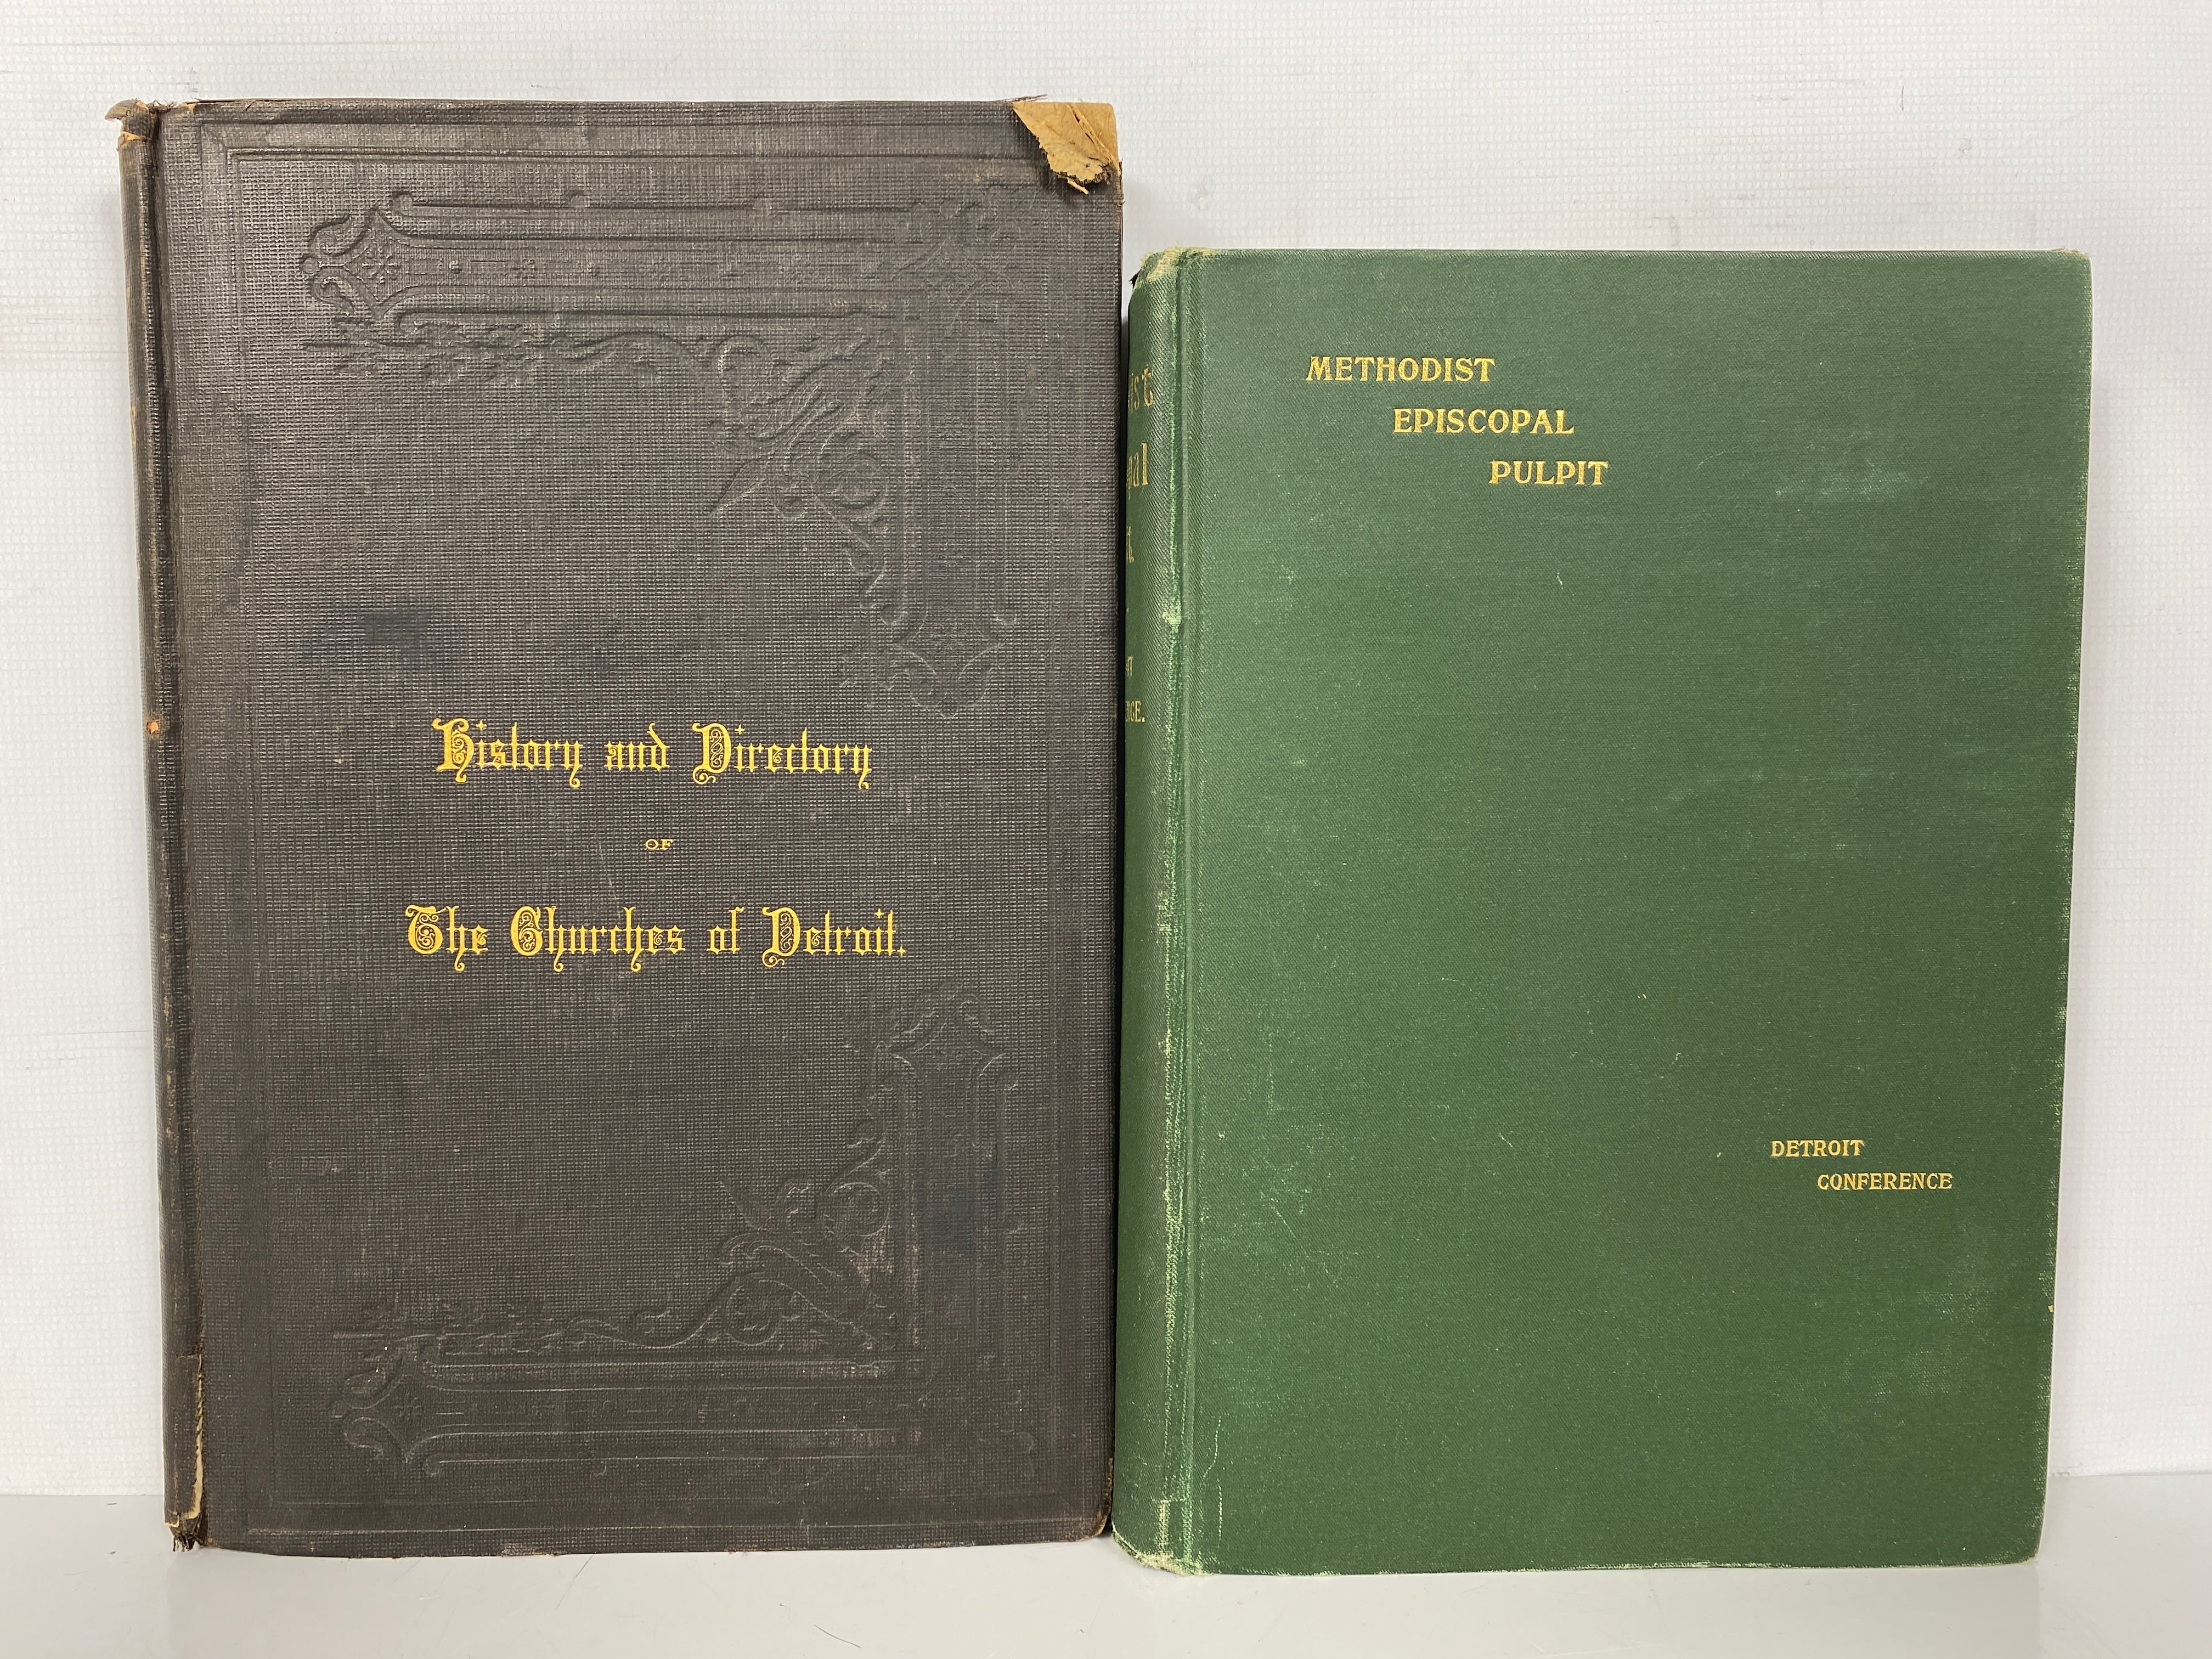 History and Directory
OF
The Churches of Detroit.
METHODIST
EPISCOPAL
PULPIT
DETROIT
CONFERENCE